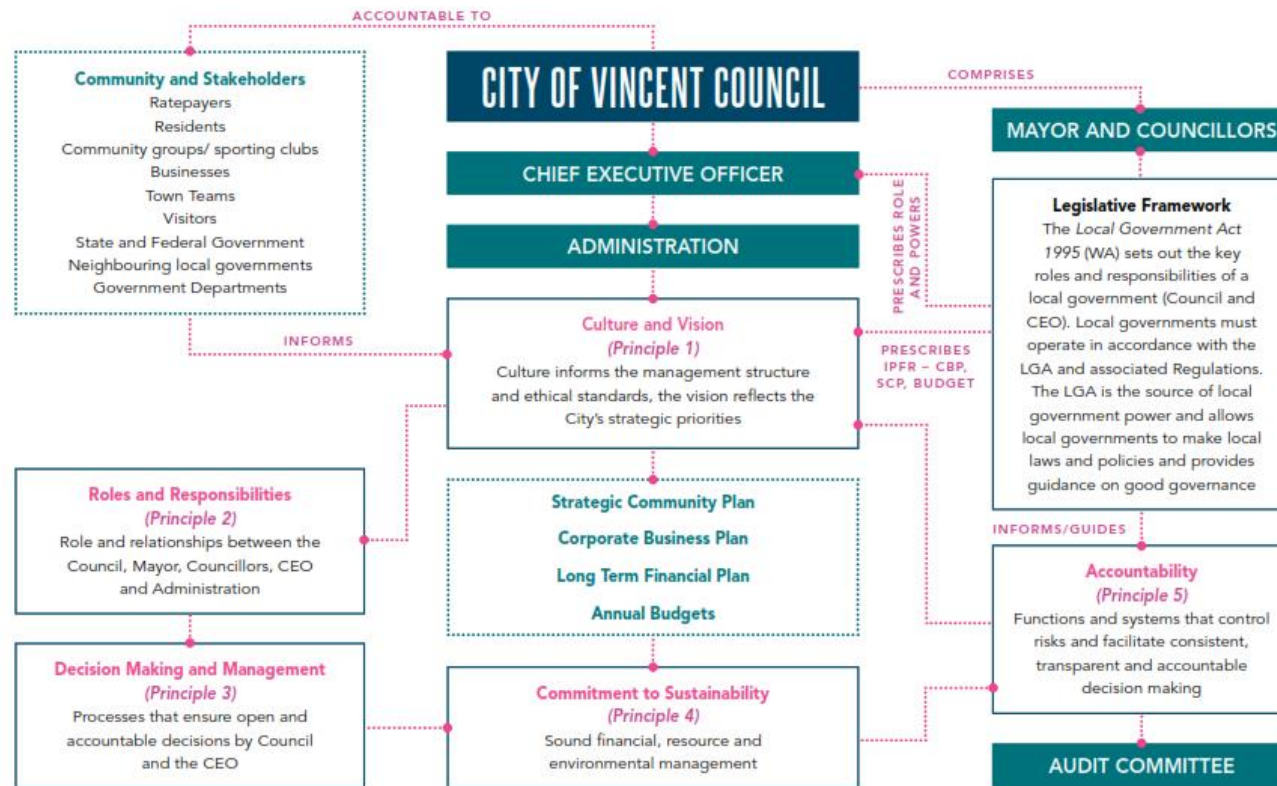 ACCOUNTABLE TO
Community and Stakeholders
Ratepayers
Residents
Community groups/ sporting clubs
Businesses
Town Teams
Visitors
State and Federal Government
Neighbouring local governments
Government Departments
CITY OF VINCENT COUNCIL
COMPRISES
MAYOR AND COUNCILLORS
CHIEF EXECUTIVE OFFICER
ADMINISTRATION
PRESCRIBES ROLE
AND POWERS
Legislative Framework
The Local Government Act
1995 (WA) sets out the key
roles and responsibilities of a
local government (Council and
CEO). Local governments must
operate in accordance with the
LGA and associated Regulations.
The LGA is the source of local
government power and allows
local governments to make local
laws and policies and provides
guidance on good governance
INFORMS
Culture and Vision
(Principle 1)
Culture informs the management structure
and ethical standards, the vision reflects the
City's strategic priorities
PRESCRIBES
IPFR – CBP,
SCP, BUDGET
Roles and Responsibilities
(Principle 2)
Role and relationships between the
Council, Mayor, Councillors, CEO
and Administration
Strategic Community Plan
Corporate Business Plan
Long Term Financial Plan
Annual Budgets
INFORMS/GUIDES
Accountability
(Principle 5)
Functions and systems that control
risks and facilitate consistent,
transparent and accountable
decision making
Decision Making and Management
(Principle 3)
Processes that ensure open and
accountable decisions by Council
and the CEO
Commitment to Sustainability
(Principle 4)
Sound financial, resource and
environmental management
AUDIT COMMITTEE